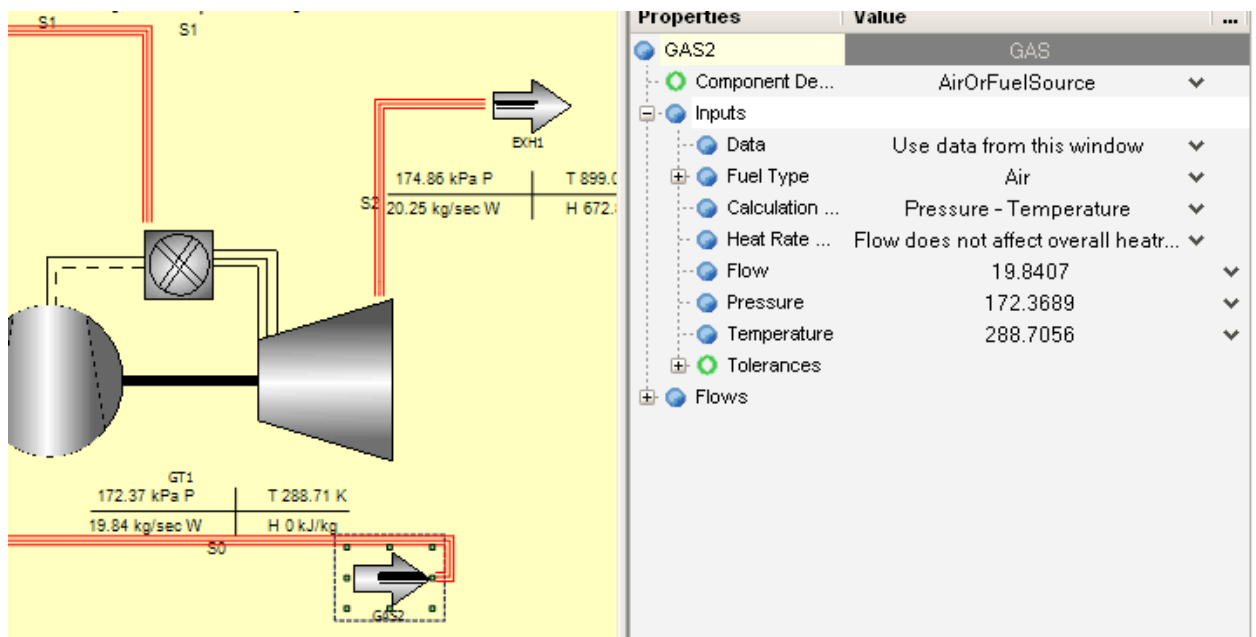 S1
S1
EXH1
174.86 kPa P T 899.0
S2
20.25 kg/sec W H 672.
GT1
172.37 kPa P T 288.71 K
19.84 kg/sec W H 0 kJ/kg
S0
GAS2
Properties Value ...
GAS2 GAS
Component De... AirOrFuelSource
Inputs
Data Use data from this window
Fuel Type Air
Calculation ... Pressure - Temperature
Heat Rate ... Flow does not affect overall heatr...
Flow 19.8407
Pressure 172.3689
Temperature 288.7056
Tolerances
Flows